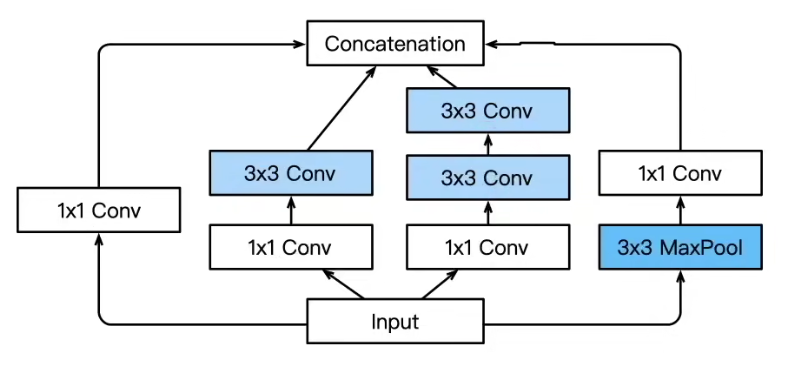 Concatenation
3x3 Conv
3x3 Conv
3x3 Conv
1x1 Conv
1x1 Conv
1x1 Conv
1x1 Conv
3x3 MaxPool
Input